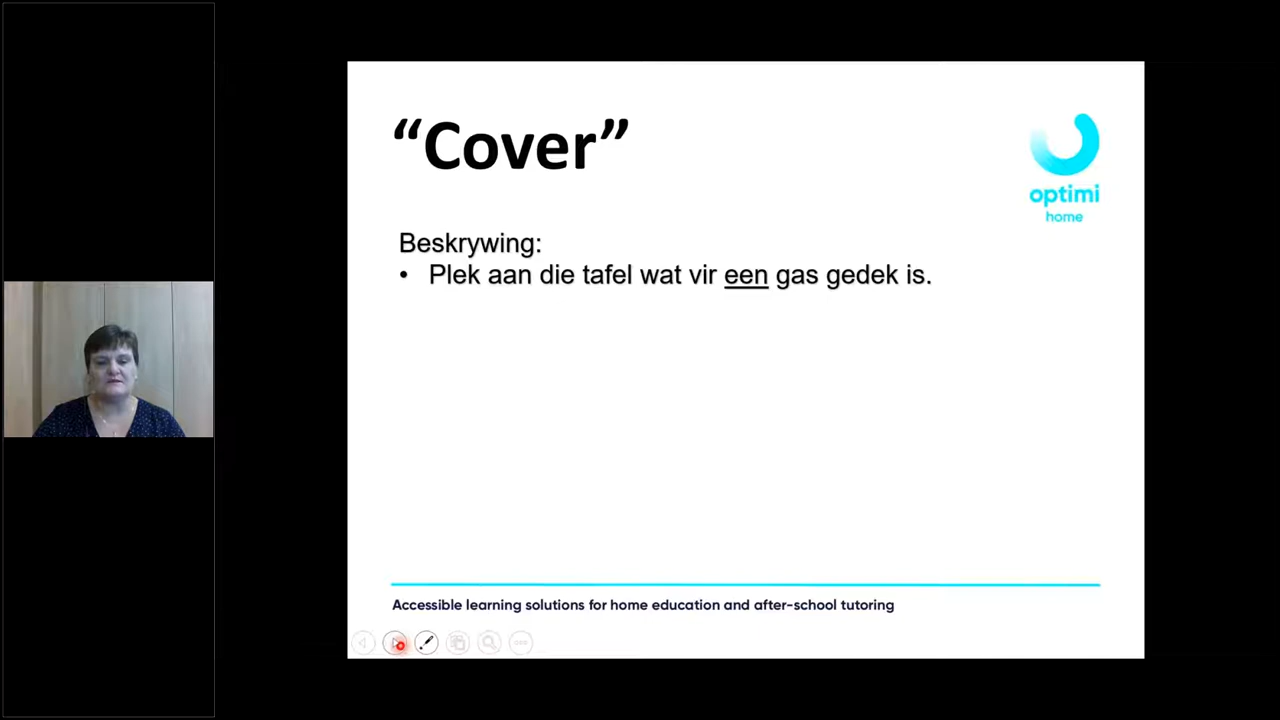 “Cover”
optimi
home
Beskrywing:
• Plek aan die tafel wat vir een gas gedek is.
Accessible learning solutions for home education and after-school tutoring